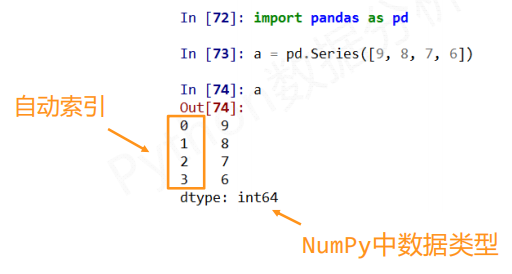 In [72]: import pandas as pd
In [73]: a = pd.Series([9, 8, 7, 6])
In [74]: a
Out[74]:
自动索引
0 9
1 8
2 7
3 6
dtype: int64
NumPy中数据类型